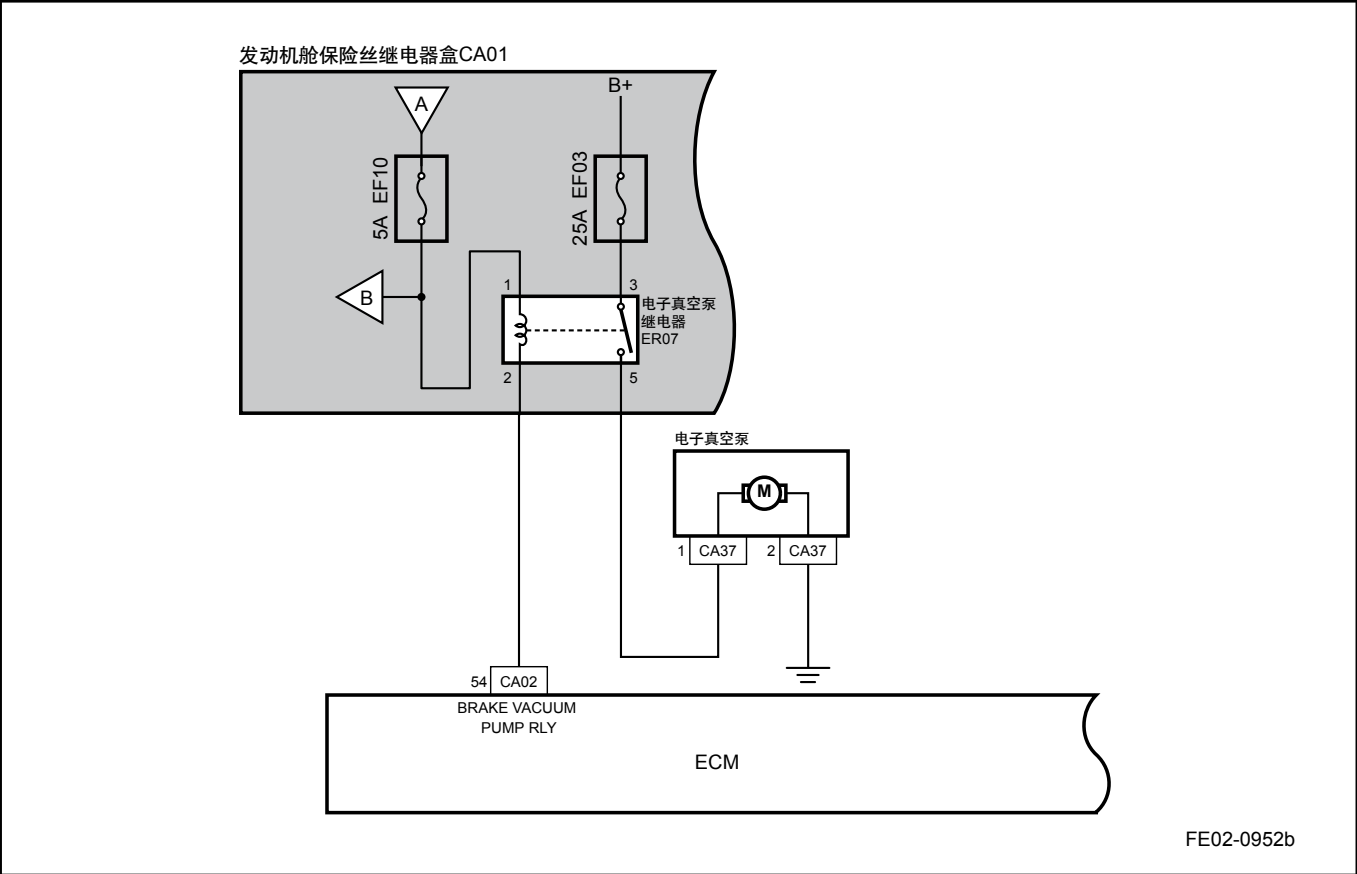 发动机舱保险丝继电器盒CA01
A
B+
5A EF10
25A EF03
B
1
3
电子真空泵
继电器
ER07
2
5
电子真空泵
M
1 CA37
2 CA37
54 CA02
BRAKE VACUUM
PUMP RLY
ECM
FE02-0952b